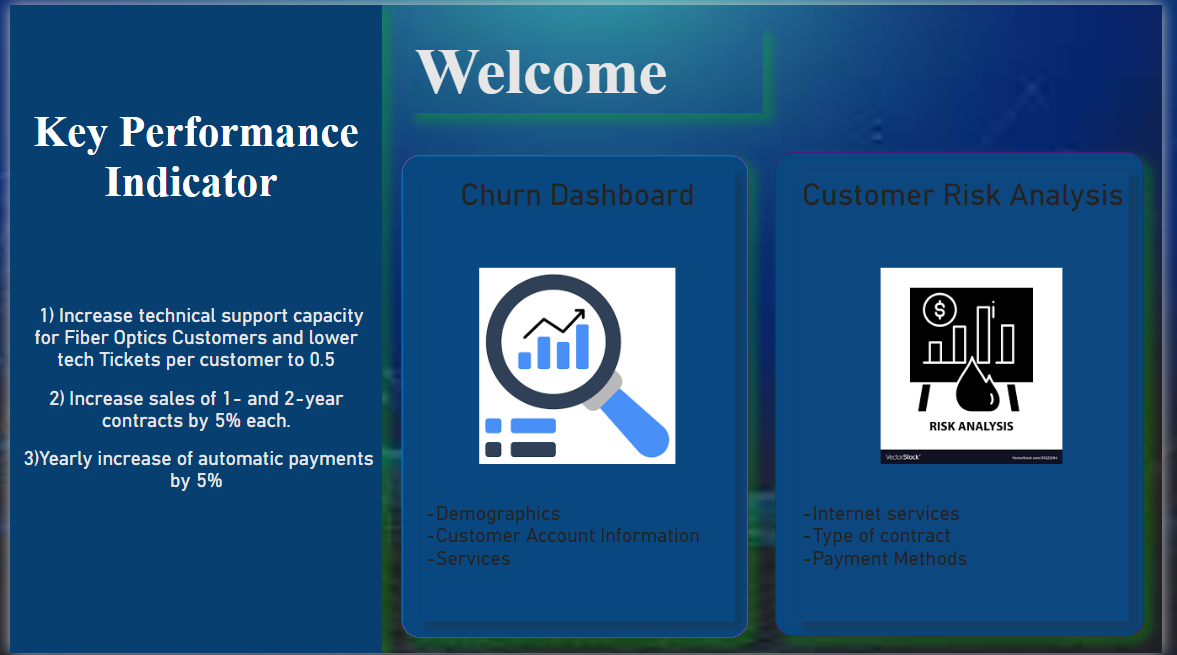 Welcome
Key Performance
Indicator
1) Increase technical support capacity
for Fiber Optics Customers and lower
tech Tickets per customer to 0.5
2) Increase sales of 1- and 2-year
contracts by 5% each.
3)Yearly increase of automatic payments
by 5%
Churn Dashboard
-Demographics
-Customer Account Information
-Services
Customer Risk Analysis
$
RISK ANALYSIS
VectorStock
-Internet services
-Type of contract
-Payment Methods